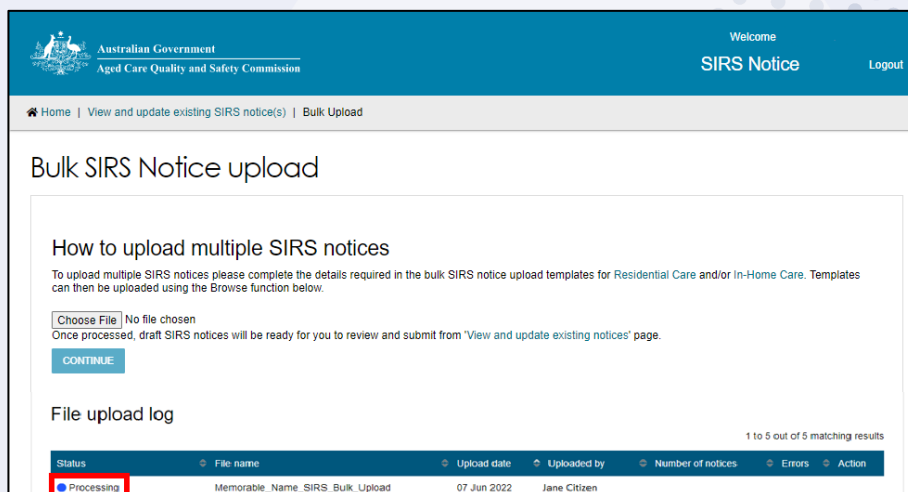 Australian Government
Aged Care Quality and Safety Commission
Welcome
SIRS Notice
Logout
Home | View and update existing SIRS notice(s) | Bulk Upload
Bulk SIRS Notice upload
How to upload multiple SIRS notices
To upload multiple SIRS notices please complete the details required in the bulk SIRS notice upload templates for Residential Care and/or In-Home Care. Templates
can then be uploaded using the Browse function below.
Choose File No file chosen
Once processed, draft SIRS notices will be ready for you to review and submit from 'View and update existing notices' page.
CONTINUE
File upload log
1 to 5 out of 5 matching results
Status File name Upload date Uploaded by Number of notices Errors Action
Processing Memorable_Name_SIRS_Bulk_Upload 07 Jun 2022 Jane Citizen